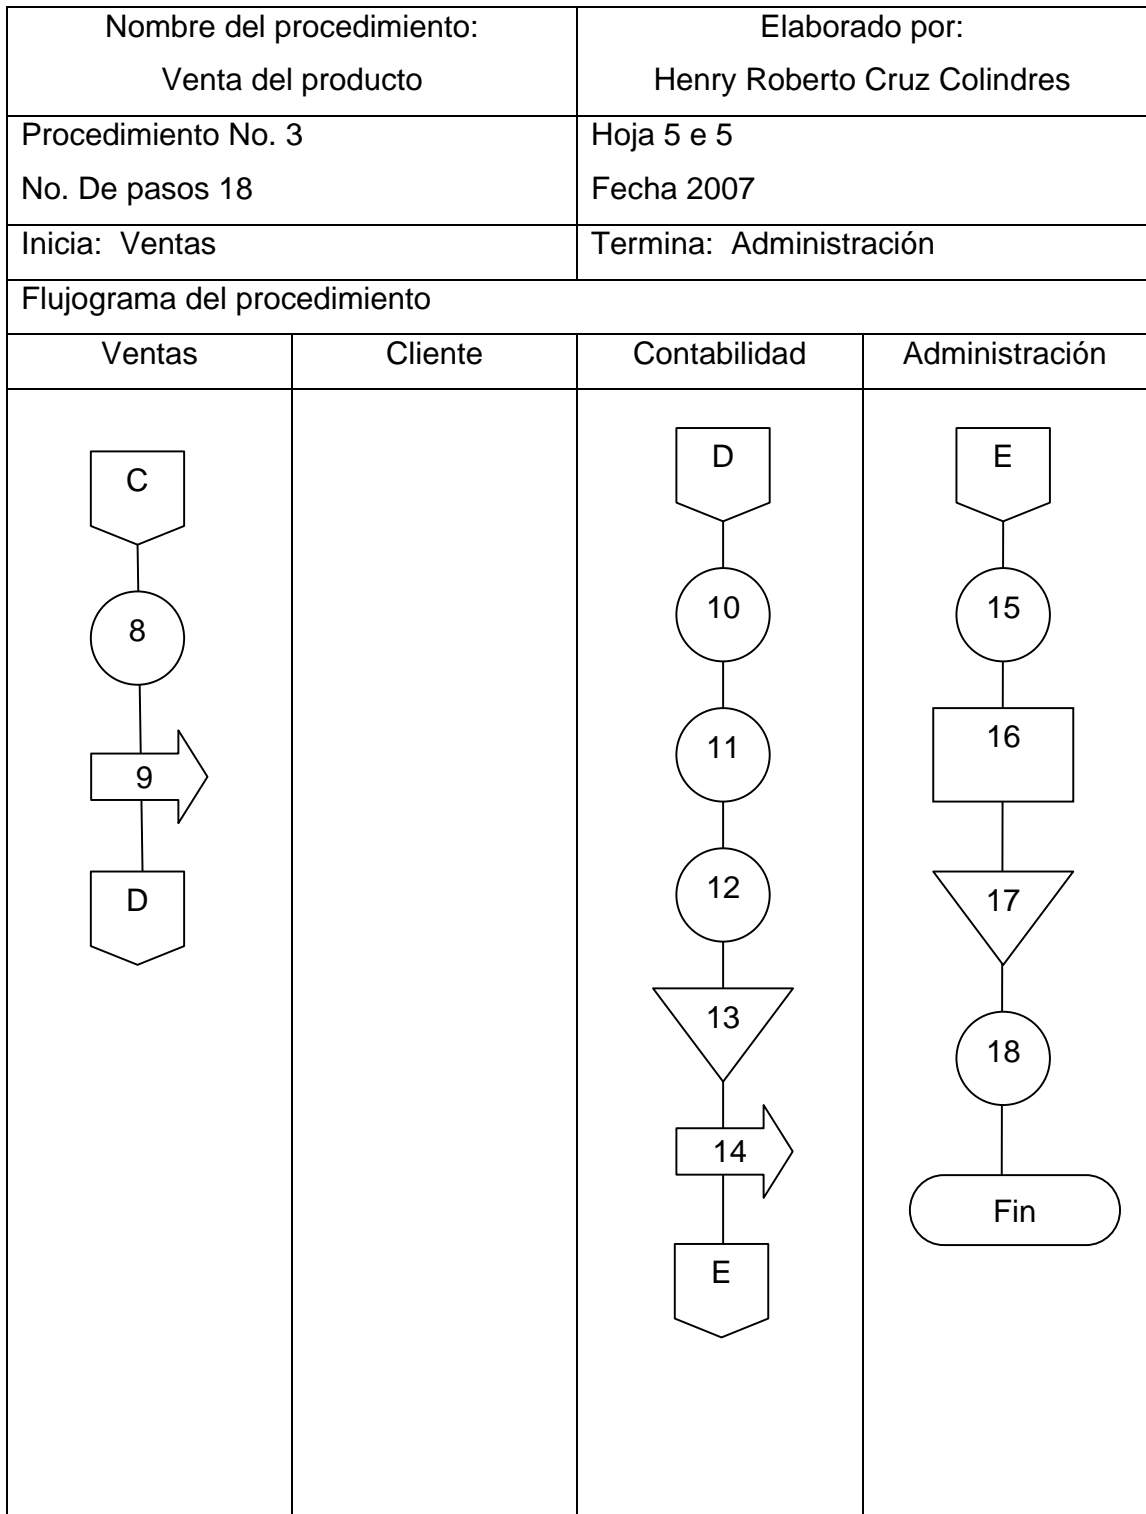 Nombre del procedimiento:
Venta del producto
Elaborado por:
Henry Roberto Cruz Colindres
Procedimiento No. 3
No. De pasos 18
Hoja 5 e 5
Fecha 2007
Inicia: Ventas
Termina: Administración
Flujograma del procedimiento
Ventas
Cliente
Contabilidad
Administración
C
8
9
D
D
10
11
12
13
14
E
E
15
16
17
18
Fin